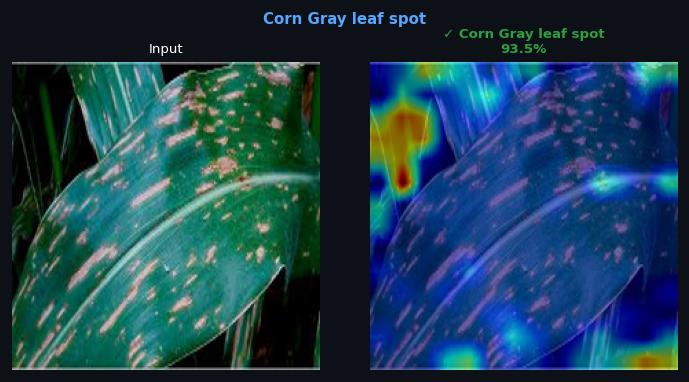 Corn Gray leaf spot
Input
✓ Corn Gray leaf spot
93.5%